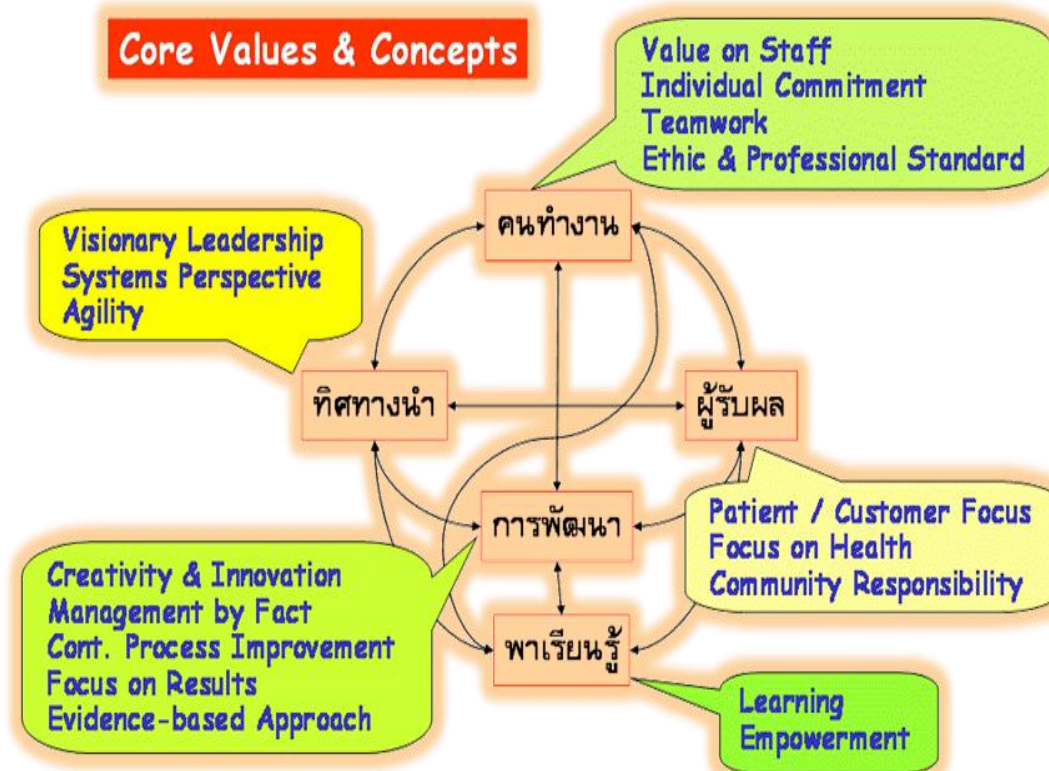 Core Values & Concepts
Value on Staff
Individual Commitment
Teamwork
Ethic & Professional Standard
คนทำงาน
Visionary Leadership
Systems Perspective
Agility
ทิศทางนำ
ผู้รับผล
Patient / Customer Focus
Focus on Health
Community Responsibility
การพัฒนา
Creativity & Innovation
Management by Fact
Cont. Process Improvement
Focus on Results
Evidence-based Approach
พาเรียนรู้
Learning
Empowerment